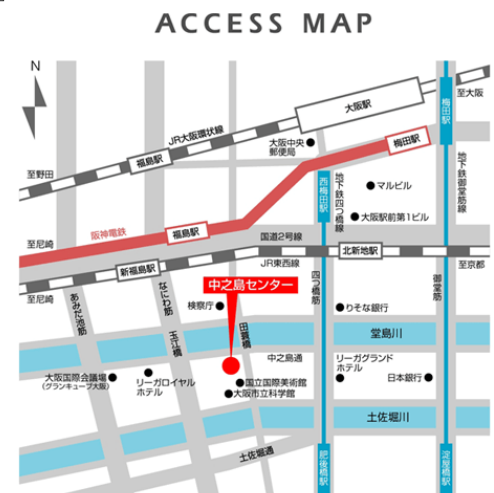 ACCESS MAP
N
至大阪
梅田駅
大阪駅
JR大阪環状線
大阪中央
郵便局
梅田駅
福島駅
至野田
西梅田駅
地下鉄四つ橋線
マルビル
地下鉄御堂筋線
大阪駅前第1ビル
阪神電鉄
福島駅
至尼崎
国道2号線
北新地駅
新福島駅
JR東西線
至京都
至尼崎
中之島センター
あみだ池筋
なにわ筋
検察庁
四つ橋筋
御堂筋
りそな銀行
玉江橋
田蓑橋
堂島川
中之島通
リーガグランド
ホテル
大阪国際会議場
(グランキューブ大阪)
リーガロイヤル
ホテル
国立国際美術館
大阪市立科学館
日本銀行
土佐堀川
土佐堀通
肥後橋駅
淀屋橋駅